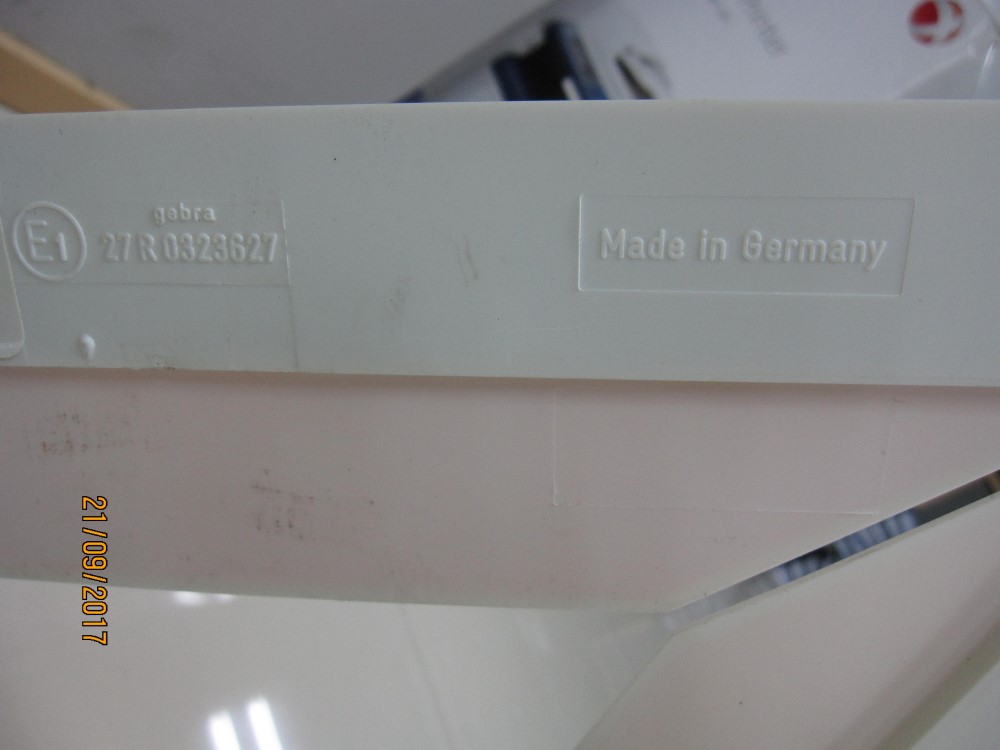 gebra
E1 27 R 0323627
Made in Germany
21/09/2017